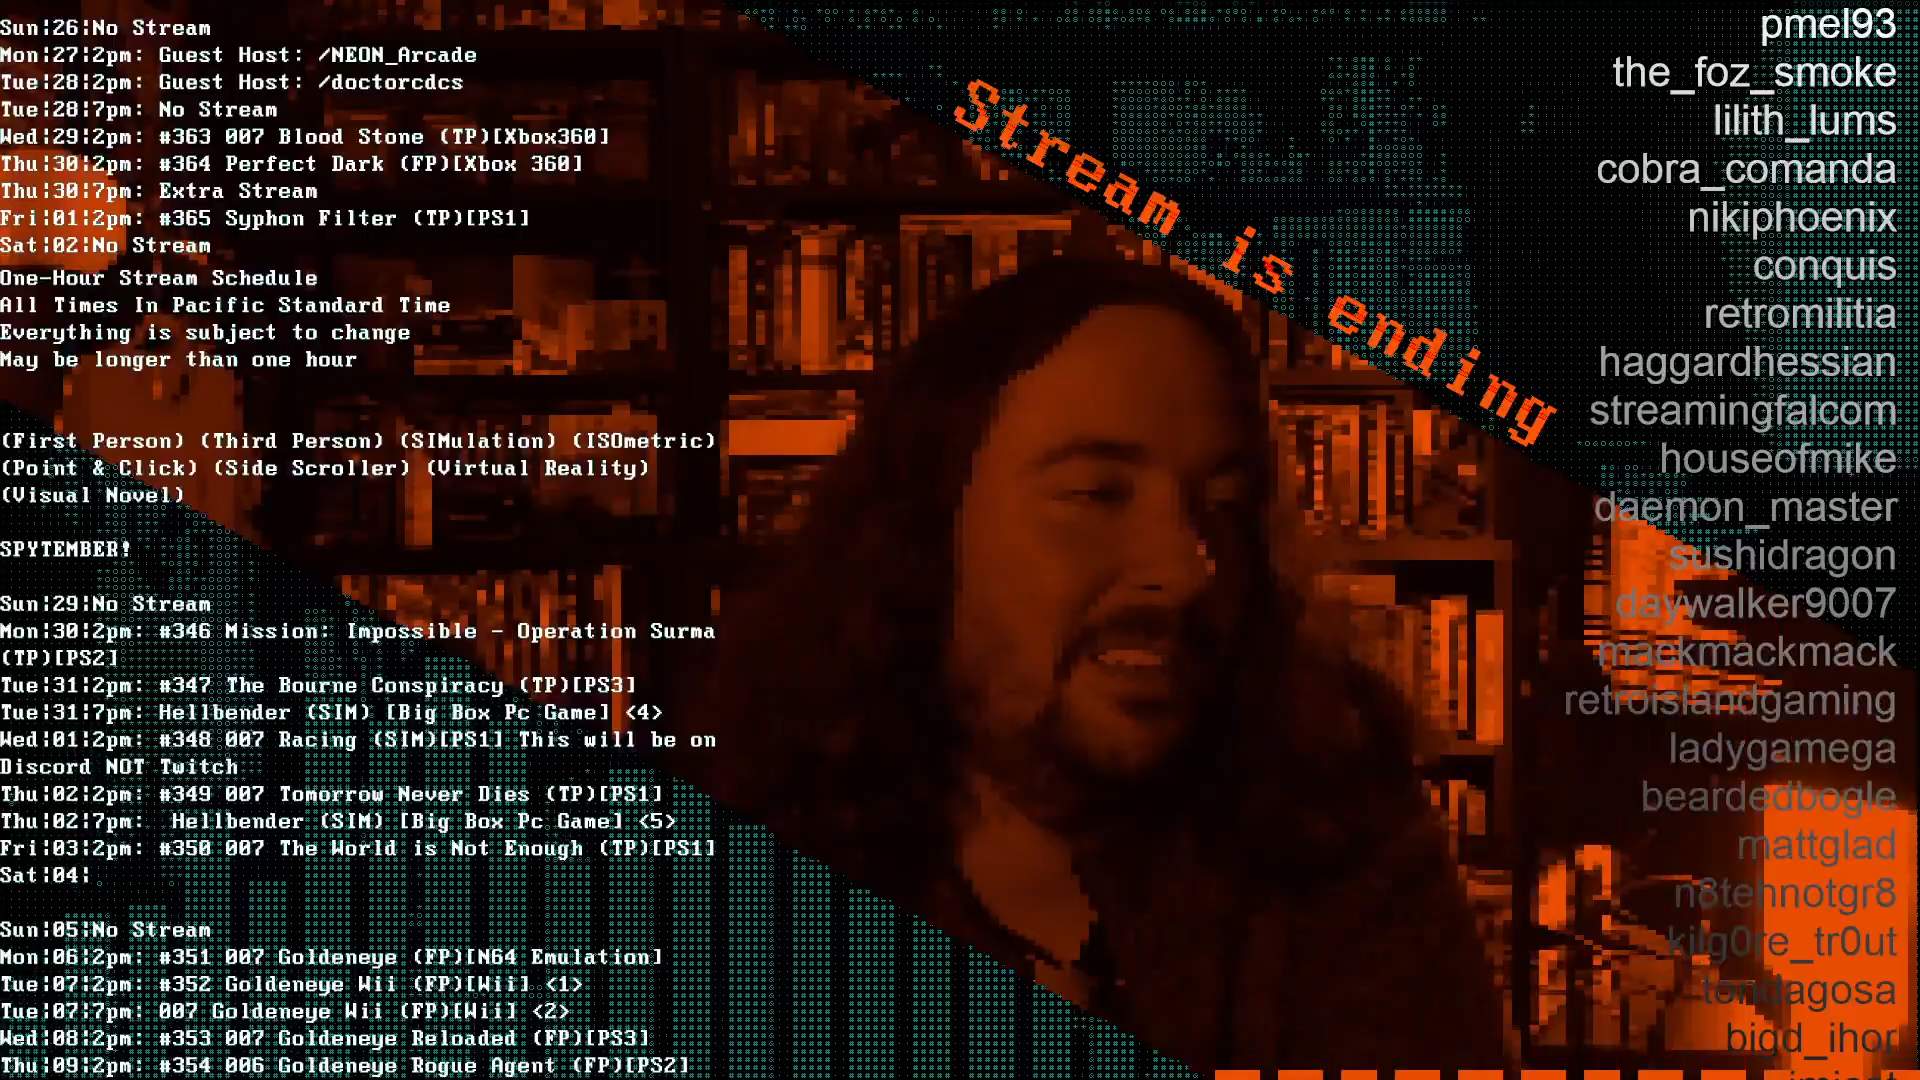 Sun¦26¦No Stream
Mon¦27¦2pm: Guest Host: /NEON_Arcade
Tue¦28¦2pm: Guest Host: /doctorcdcs
Tue¦28¦7pm: No Stream
Wed¦29¦2pm: #363 007 Blood Stone (TP)[Xbox360]
Thu¦30¦2pm: #364 Perfect Dark (FP)[Xbox 360]
Thu¦30¦7pm: Extra Stream
Fri¦01¦2pm: #365 Syphon Filter (TP)[PS1]
Sat¦02¦No Stream
One-Hour Stream Schedule
All Times In Pacific Standard Time
Everything is subject to change
May be longer than one hour
(First Person) (Third Person) (SIMulation) (ISOmetric)
(Point & Click) (Side Scroller) (Virtual Reality)
(Visual Novel)
SPYTEMBER!
Sun¦29¦No Stream
Mon¦30¦2pm: #346 Mission: Impossible - Operation Surma
(TP)[PS2]
Tue¦31¦2pm: #347 The Bourne Conspiracy (TP)[PS3]
Tue¦31¦7pm: Hellbender (SIM) [Big Box Pc Game] <4>
Wed¦01¦2pm: #348 007 Racing (SIM)[PS1] This will be on
Discord NOT Twitch
Thu¦02¦2pm: #349 007 Tomorrow Never Dies (TP)[PS1]
Thu¦02¦7pm:  Hellbender (SIM) [Big Box Pc Game] <5>
Fri¦03¦2pm: #350 007 The World is Not Enough (TP)[PS1]
Sat¦04¦
Sun¦05¦No Stream
Mon¦06¦2pm: #351 007 Goldeneye (FP)[N64 Emulation]
Tue¦07¦2pm: #352 Goldeneye Wii (FP)[Wii] <1>
Tue¦07¦7pm: 007 Goldeneye Wii (FP)[Wii] <2>
Wed¦08¦2pm: #353 007 Goldeneye Reloaded (FP)[PS3]
Thu¦09¦2pm: #354 006 Goldeneye Rogue Agent (FP)[PS2]
Stream is ending
pmel93
the_foz_smoke
lilith_lums
cobra_comanda
nikiphoenix
conquis
retromilitia
haggardhessian
streamingfalcom
houseofmike
daemon_master
sushidragon
daywalker9007
mackmackmack
retroislandgaming
ladygamega
beardedbogle
mattglad
n8tehnotgr8
kilg0re_tr0ut
tondagosa
bigd_ihor